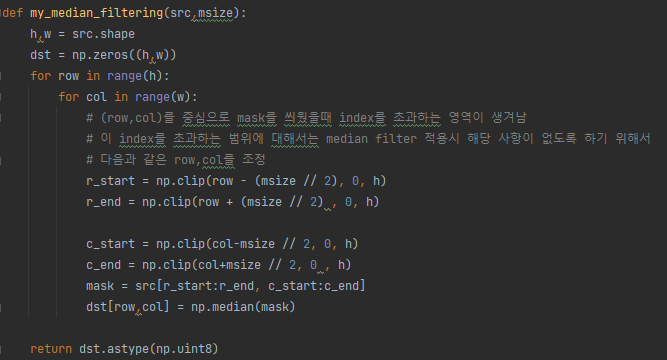 def my_median_filtering(src,msize):
    h,w = src.shape
    dst = np.zeros((h,w))
    for row in range(h):
        for col in range(w):
            # (row,col)를 중심으로 mask를 씌웠을때 index를 초과하는 영역이 생겨남
            # 이 index를 초과하는 범위에 대해서는 median filter 적용시 해당 사항이 없도록 하기 위해서
            # 다음과 같은 row,col를 조정
            r_start = np.clip(row - (msize // 2), 0, h)
            r_end = np.clip(row + (msize // 2) , 0, h)

            c_start = np.clip(col-msize // 2, 0, h)
            c_end = np.clip(col+msize // 2, 0 , h)
            mask = src[r_start:r_end, c_start:c_end]
            dst[row,col] = np.median(mask)

    return dst.astype(np.uint8)